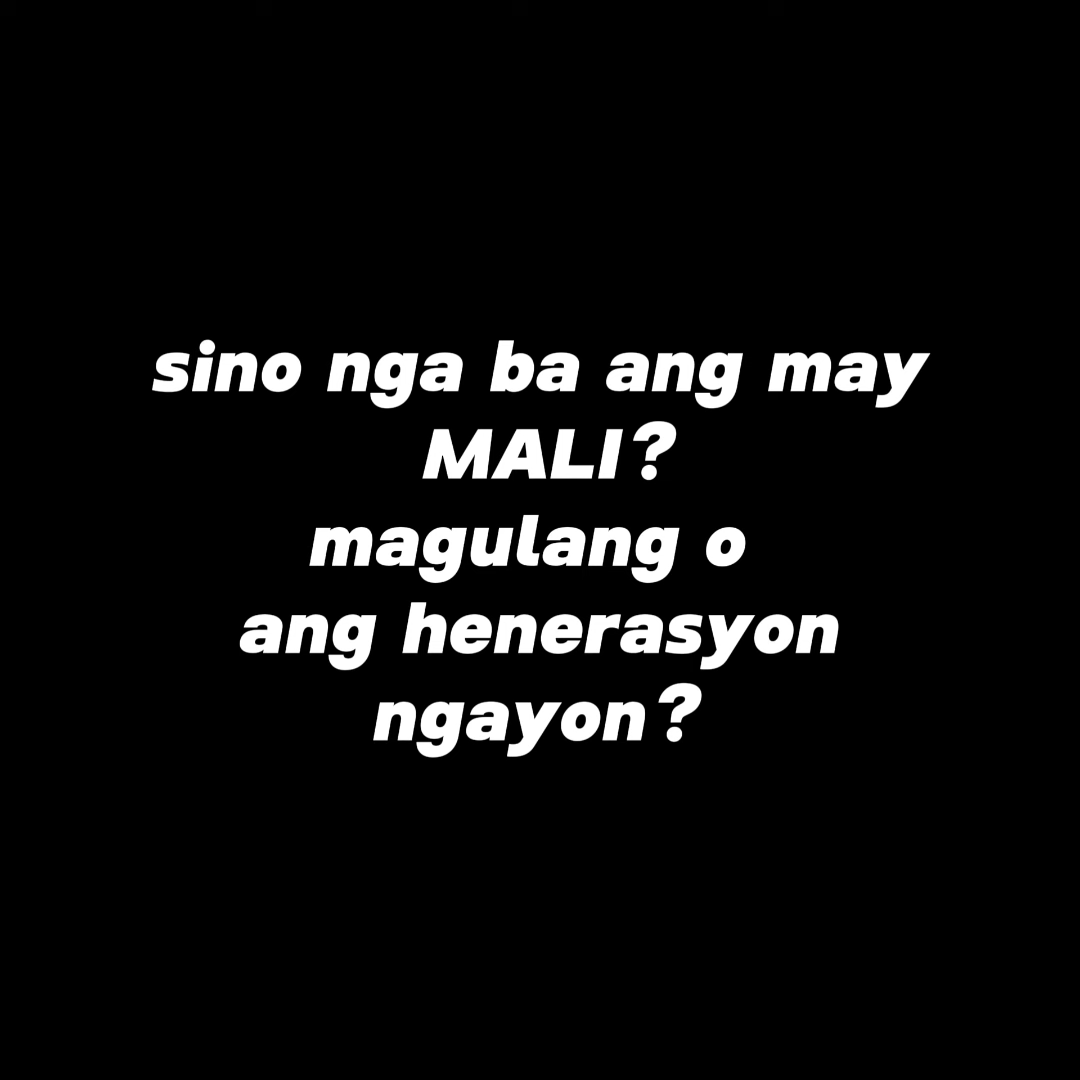 sino nga ba ang may
MALI?
magulang o
ang henerasyon
ngayon?